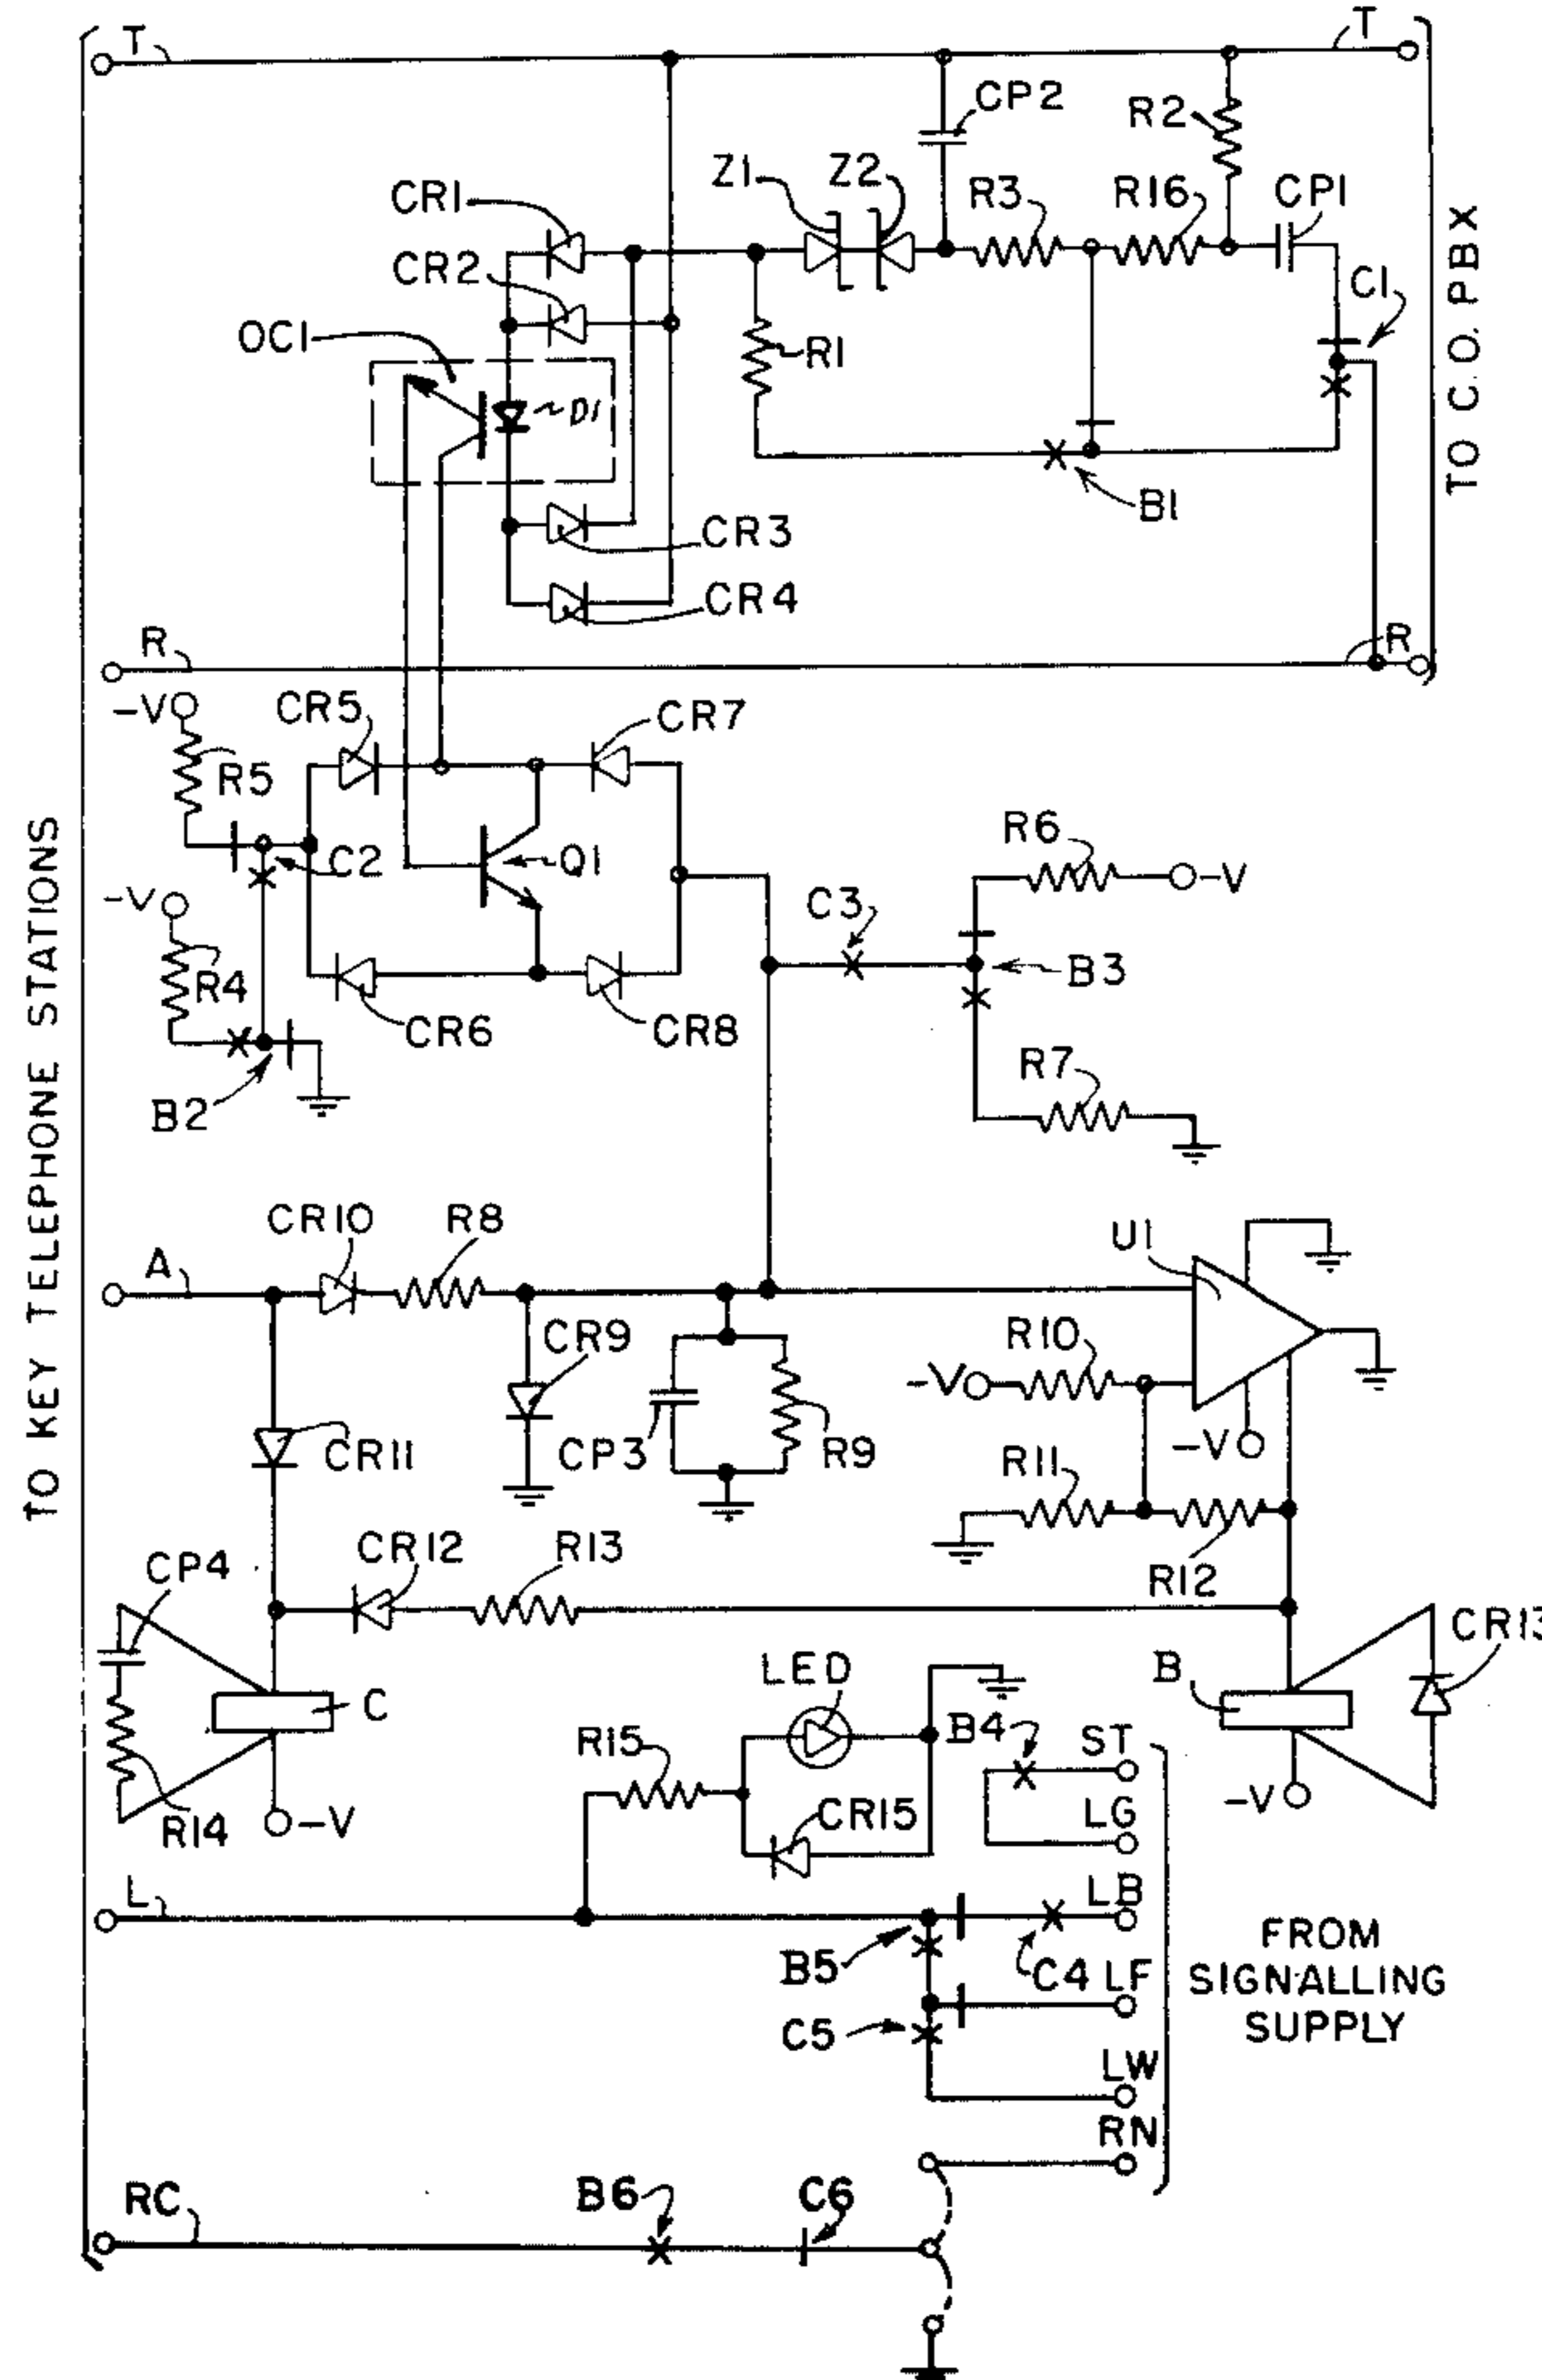 T
T
CP2
R2
Z1
Z2
CR1
R3
R16
CP1
CR2
C1
OC1
R1
D1
B1
CR3
CR4
R
R
TO C.O. PBX
-V
CR5
CR7
R5
R6
C2
Q1
-V
-V
C3
R4
B3
CR6
CR8
R7
B2
TO KEY TELEPHONE STATIONS
CR10
R8
U1
A
CR9
R10
-V
CP3
R9
CR11
-V
R11
CR12
R13
CP4
R12
CR13
LED
B
C
B4
ST
R15
-V
R14
-V
CR15
LG
L
LB
B5
C4
LF
FROM
SIGNALLING
SUPPLY
C5
LW
RN
RC
B6
C6